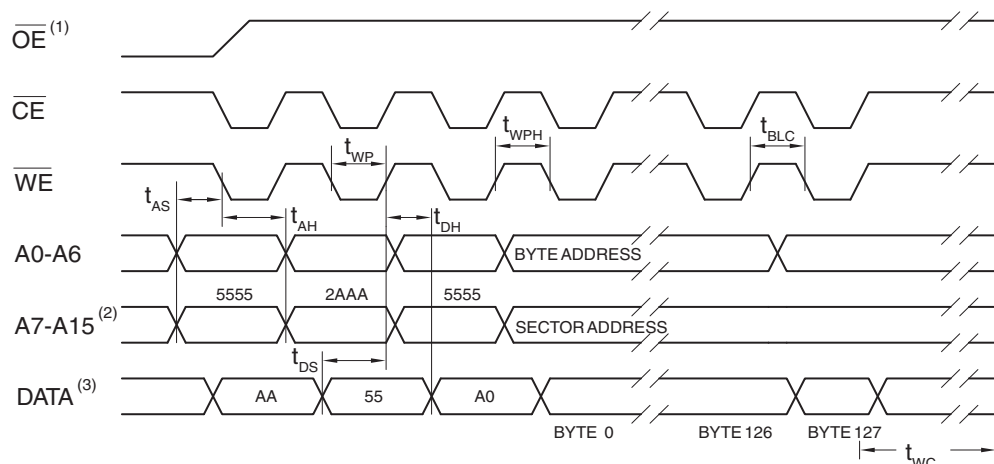 OE (1)
CE
WE
tWP
tWPH
tBLC
tAS
tAH
tDH
A0-A6
BYTE ADDRESS
5555
2AAA
5555
A7-A15 (2)
SECTOR ADDRESS
tDS
DATA (3)
AA
55
A0
BYTE 0
BYTE 126
BYTE 127
tWC